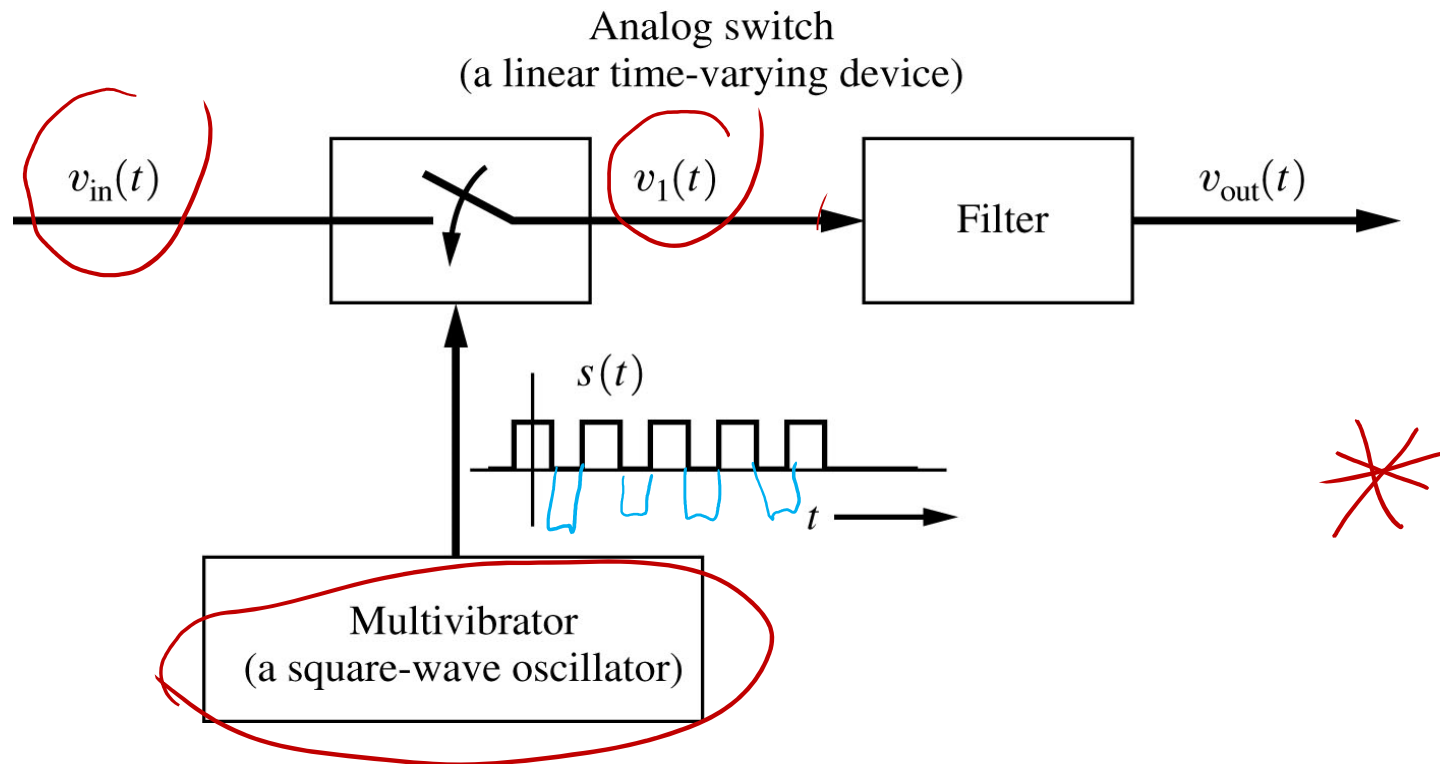 Analog switch
(a linear time-varying device)
v_in(t)
v_1(t)
Filter
v_out(t)
s(t)
t
Multivibrator
(a square-wave oscillator)